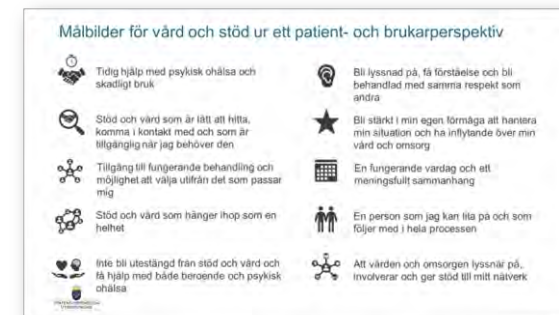 Målbilder för vård och stöd ur ett patient- och brukarperspektiv
Tidig hjälp med psykisk ohälsa och
skadligt bruk
Stöd och vård som är lätt att hitta,
komma i kontakt med och som är
tillgänglig när jag behöver den
Tillgång till fungerande behandling och
möjlighet att välja utifrån det som passar
mig
Stöd och vård som hänger ihop som en
helhet
Inte bli utestängd från stöd och vård och
få hjälp med både beroende och psykisk
ohälsa
Bli lyssnad på, få förståelse och bli
behandlad med samma respekt som
andra
Bli stärkt i min egen förmåga att hantera
min situation och ha inflytande över min
vård och omsorg
En fungerande vardag och ett
meningsfullt sammanhang
En person som jag kan lita på och som
följer med i hela processen
Att vården och omsorgen lyssnar på,
involverar och ger stöd till mitt nätverk